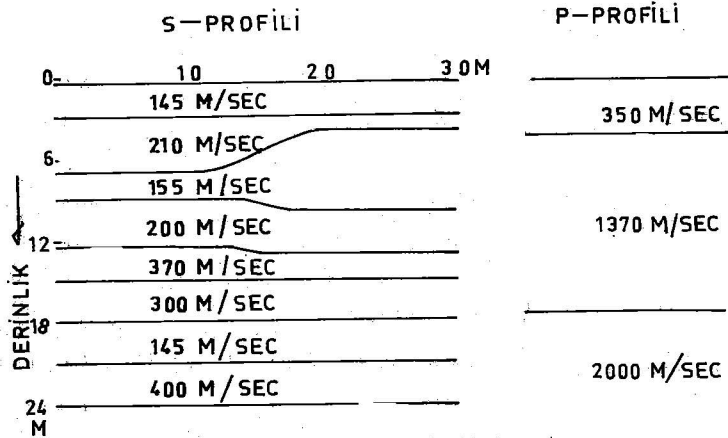 S-PROFİLİ
P-PROFİLİ
0 10 20 30M
145 M/SEC
350 M/SEC
210 M/SEC
6
155 M/SEC
200 M/SEC
1370 M/SEC
12
370 M/SEC
300 M/SEC
18
145 M/SEC
2000 M/SEC
400 M/SEC
24
M
DERİNLİK